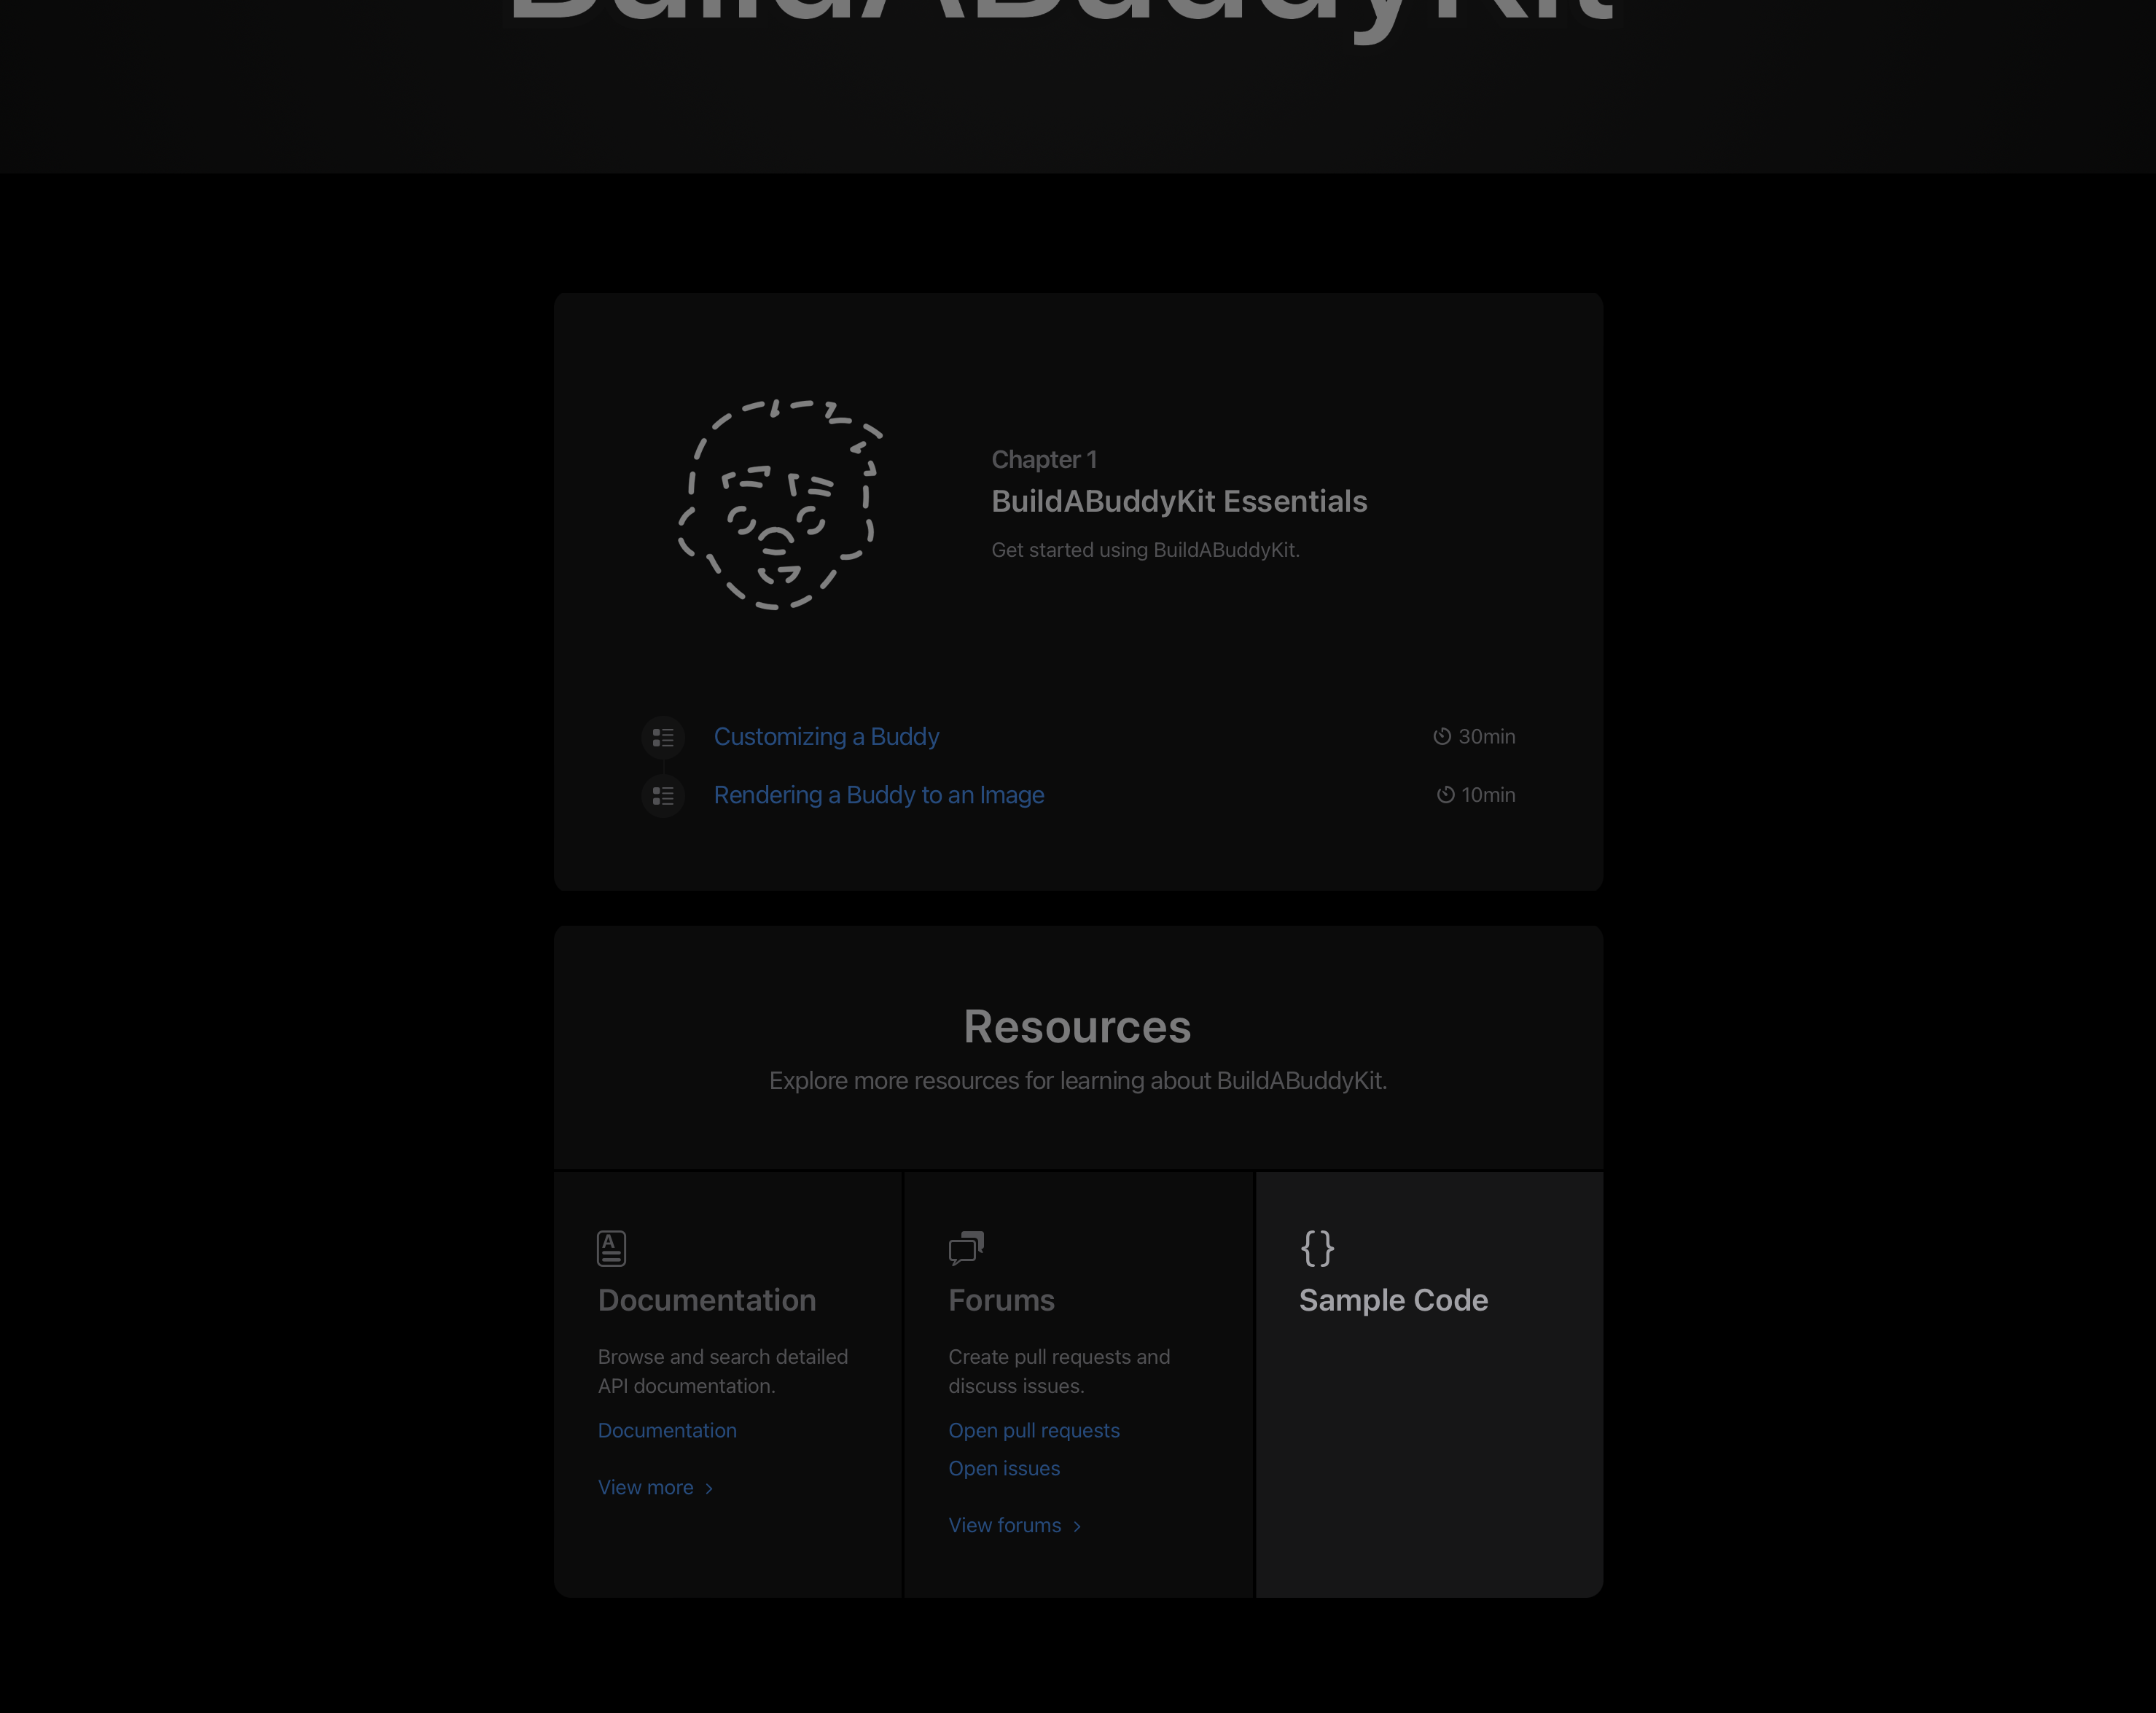 BuildABuddyKit
Chapter 1
BuildABuddyKit Essentials
Get started using BuildABuddyKit.
Customizing a Buddy
30min
Rendering a Buddy to an Image
10min
Resources
Explore more resources for learning about BuildABuddyKit.
A
Documentation
Browse and search detailed
API documentation.
Documentation
View more
Forums
Create pull requests and
discuss issues.
Open pull requests
Open issues
View forums
{}
Sample Code